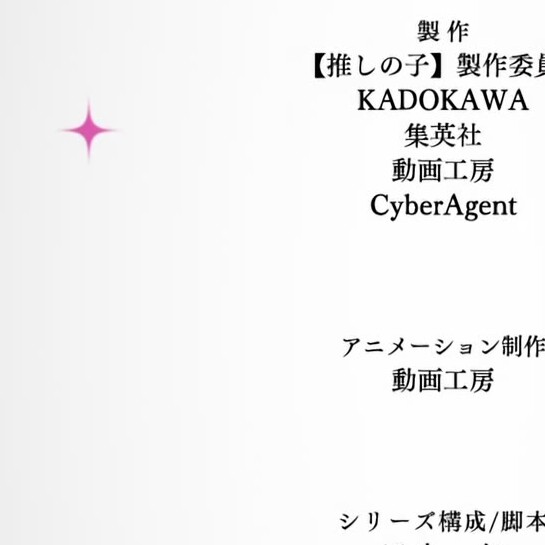 製作
【推しの子】製作委員
KADOKAWA
集英社
動画工房
CyberAgent
アニメーション制作
動画工房
シリーズ構成/脚本